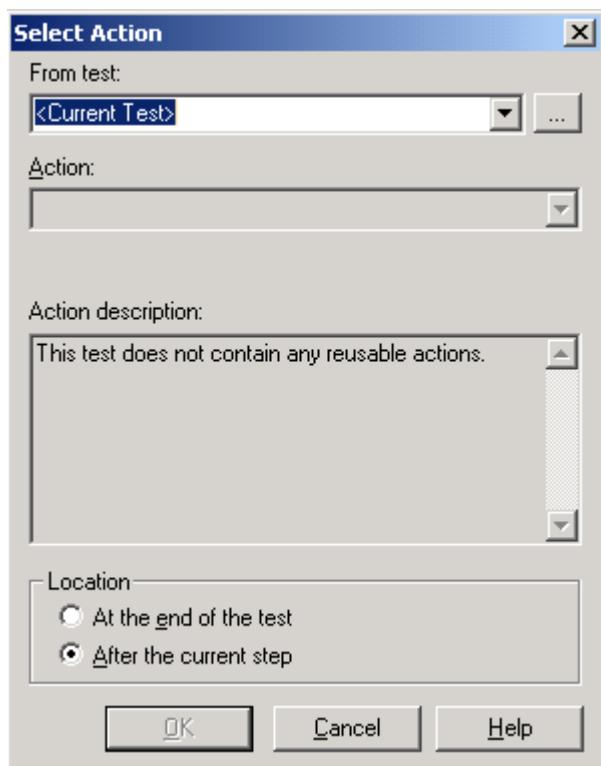 Select Action
From test:
<Current Test>
...
Action:
Action description:
This test does not contain any reusable actions.
Location
At the end of the test
After the current step
OK
Cancel
Help